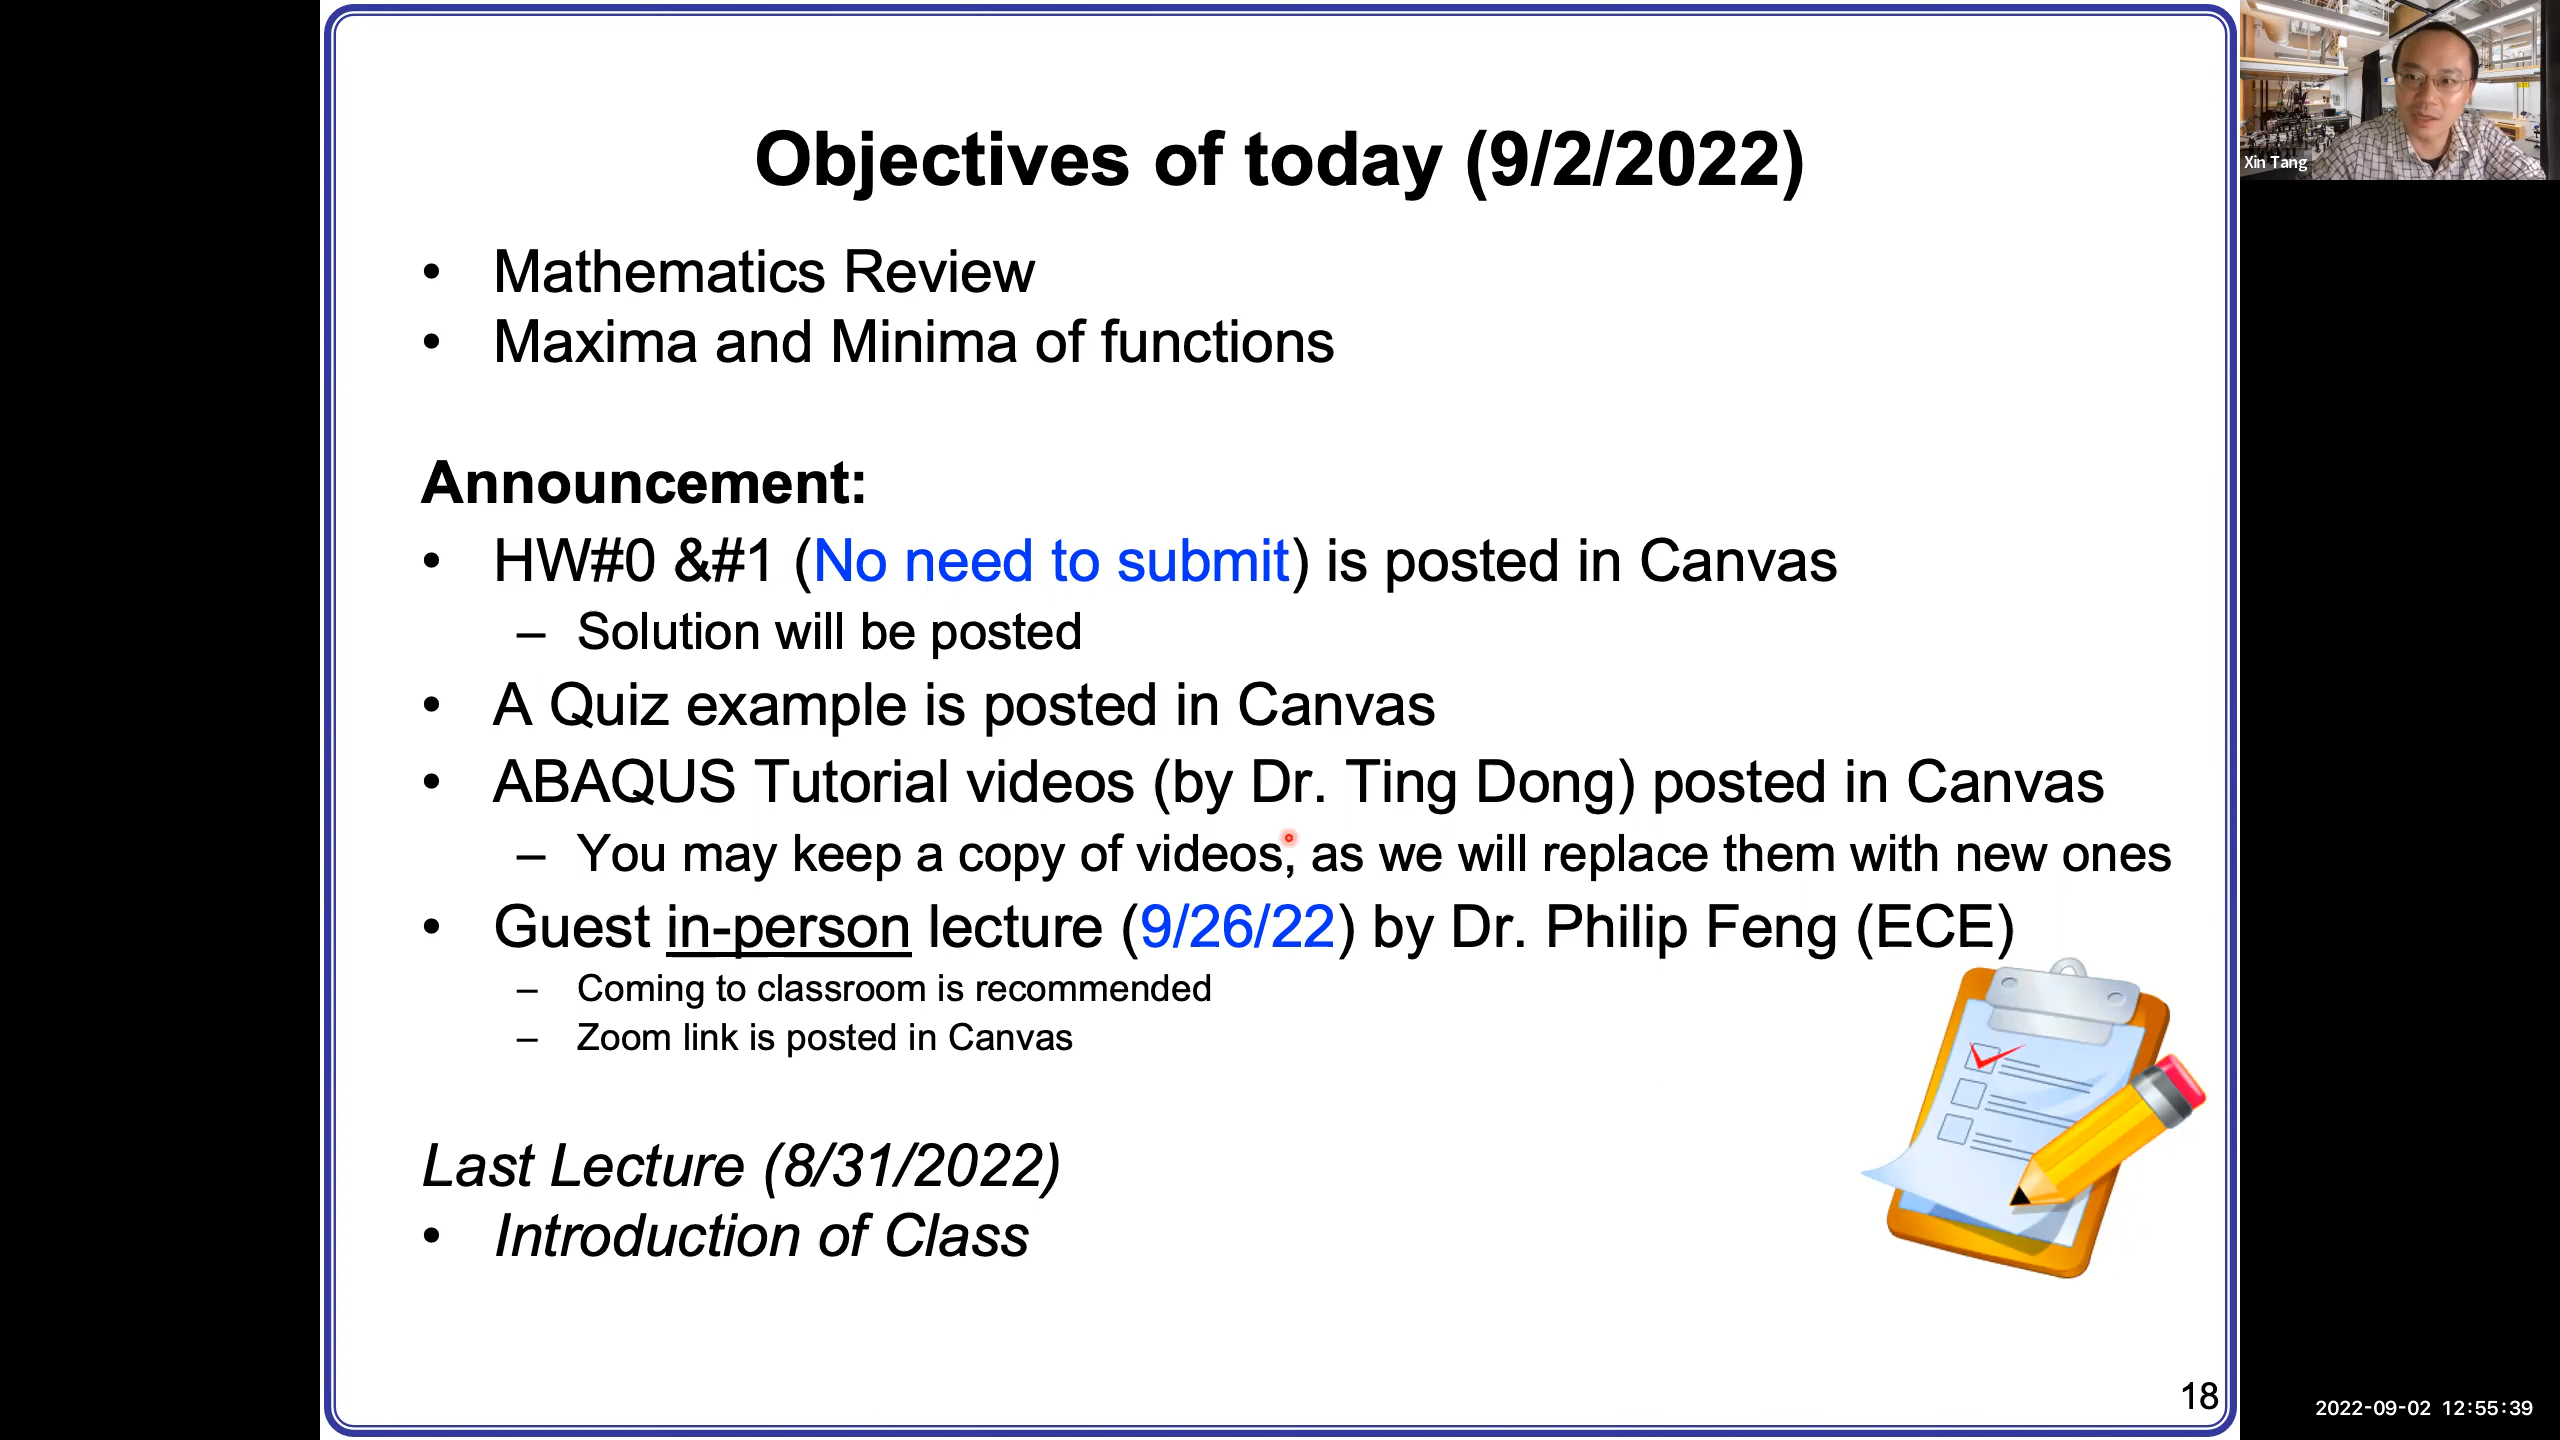 Objectives of today (9/2/2022)
• Mathematics Review
• Maxima and Minima of functions
Announcement:
• HW#0 &#1 (No need to submit) is posted in Canvas
– Solution will be posted
• A Quiz example is posted in Canvas
• ABAQUS Tutorial videos (by Dr. Ting Dong) posted in Canvas
– You may keep a copy of videos, as we will replace them with new ones
• Guest in-person lecture (9/26/22) by Dr. Philip Feng (ECE)
– Coming to classroom is recommended
– Zoom link is posted in Canvas
Last Lecture (8/31/2022)
• Introduction of Class
18
Xin Tang
2022-09-02 12:55:39